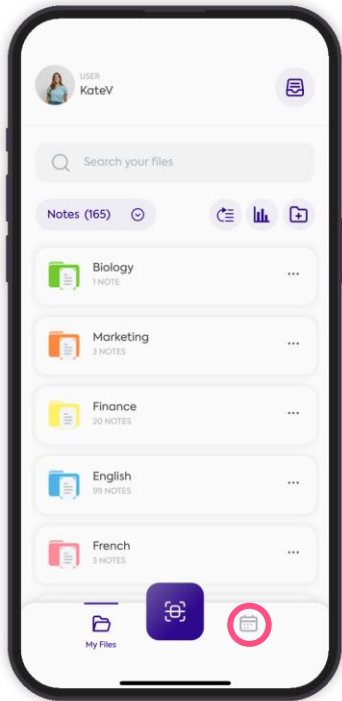 USER
KateV
Search your files
Notes (165)
Biology
1 NOTE
Marketing
3 NOTES
Finance
20 NOTES
English
99 NOTES
French
3 NOTES
My Files